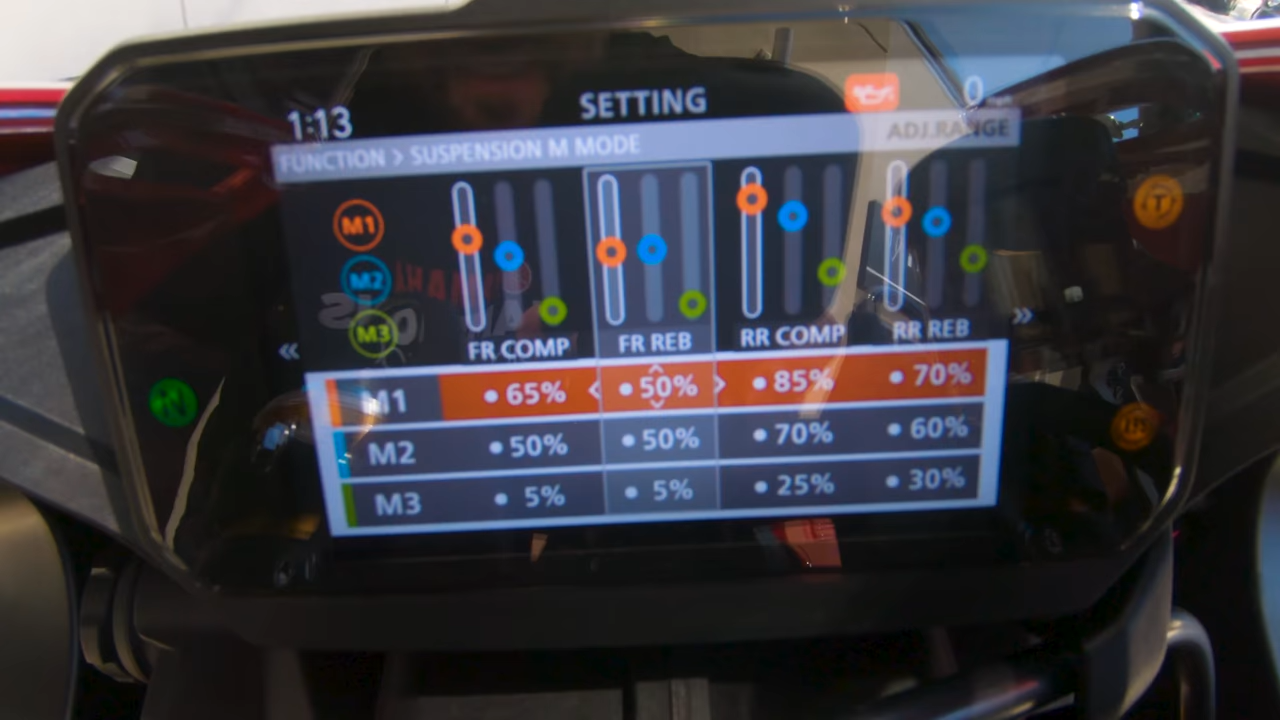 SETTING
1:13
0
FUNCTION > SUSPENSION M MODE
ADJ.RANGE
M1
M2
M3
FR COMP
FR REB
RR COMP
RR REB
M1 65% 50% 85% 70%
M2 50% 50% 70% 60%
M3 5% 5% 25% 30%
N
T